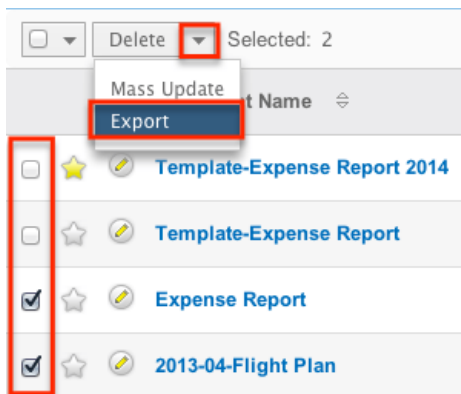 Delete Selected: 2
Mass Update
t Name
Export
Template-Expense Report 2014
Template-Expense Report
Expense Report
2013-04-Flight Plan